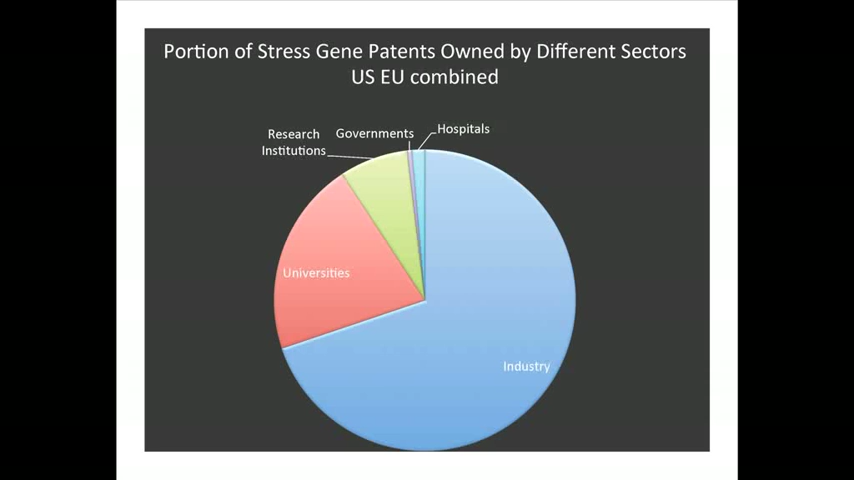 Portion of Stress Gene Patents Owned by Different Sectors
US EU combined
Research
Institutions
Governments
Hospitals
Universities
Industry